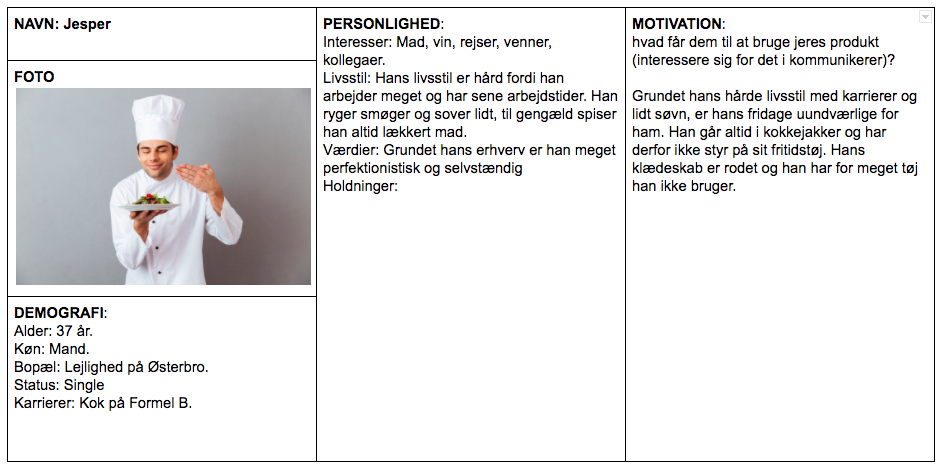 NAVN: Jesper
FOTO
DEMOGRAFI:
Alder: 37 år.
Køn: Mand.
Bopæl: Lejlighed på Østerbro.
Status: Single
Karrierer: Kok på Formel B.
PERSONLIGHED:
Interesser: Mad, vin, rejser, venner,
kollegaer.
Livsstil: Hans livsstil er hård fordi han
arbejder meget og har sene arbejdstider. Han
ryger smøger og sover lidt, til gengæld spiser
han altid lækkert mad.
Værdier: Grundet hans erhverv er han meget
perfektionistisk og selvstændig
Holdninger:
MOTIVATION:
hvad får dem til at bruge jeres produkt
(interessere sig for det i kommunikerer)?
Grundet hans hårde livsstil med karrierer og
lidt søvn, er hans fridage uundværlige for
ham. Han går altid i kokkejakker og har
derfor ikke styr på sit fritidstøj. Hans
klædeskab er rodet og han har for meget tøj
han ikke bruger.